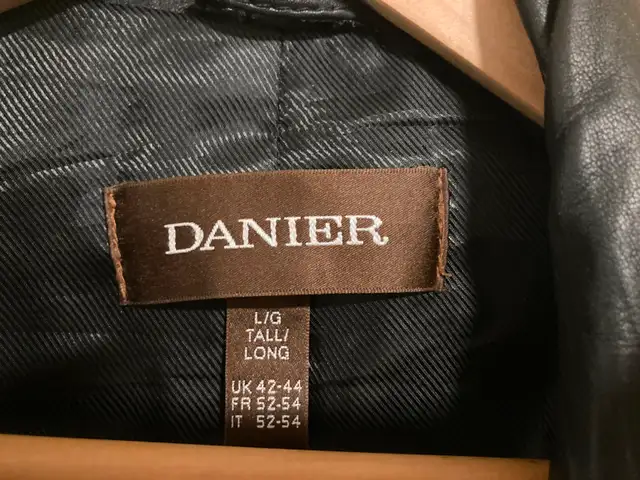 DANIER
L/G
TALL/
LONG
UK 42-44
FR 52-54
IT 52-54